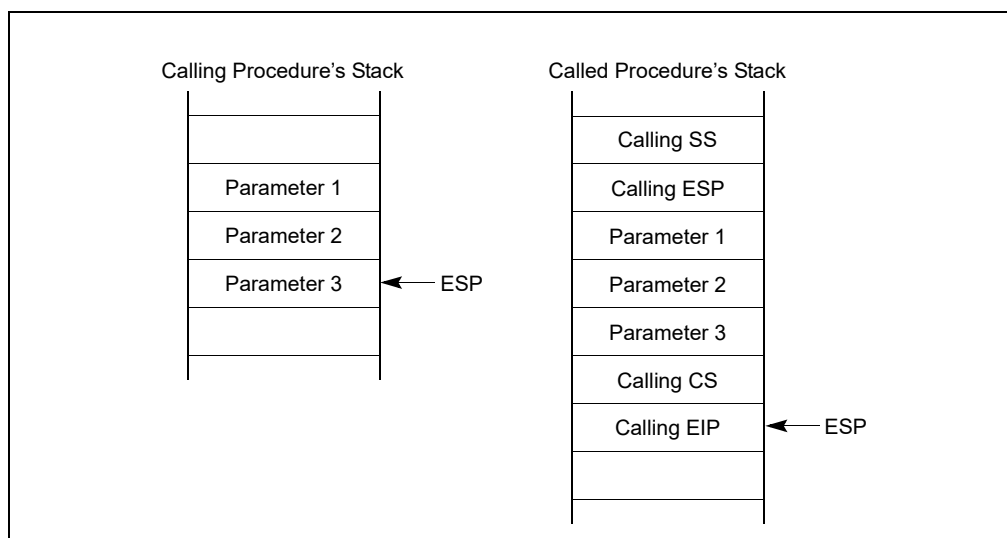 Calling Procedure’s Stack
Parameter 1
Parameter 2
Parameter 3
ESP
Called Procedure’s Stack
Calling SS
Calling ESP
Parameter 1
Parameter 2
Parameter 3
Calling CS
Calling EIP
ESP